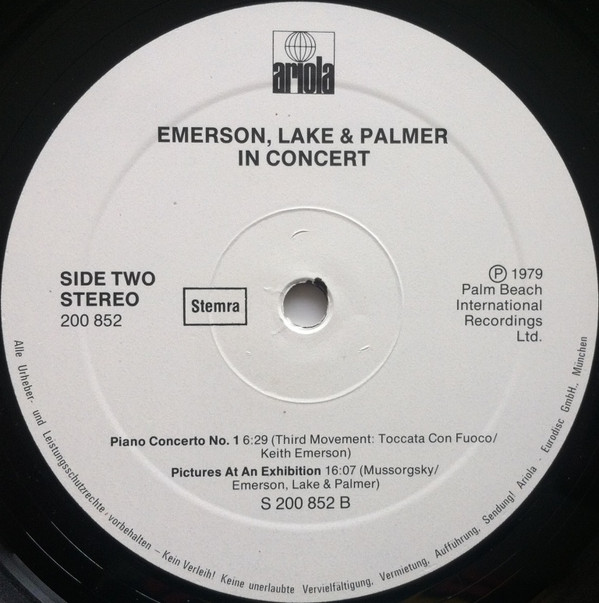 ariola
EMERSON, LAKE & PALMER
IN CONCERT
SIDE TWO
STEREO
200 852
Stemra
℗ 1979
Palm Beach
International
Recordings
Ltd.
Piano Concerto No. 1 6:29 (Third Movement: Toccata Con Fuoco/
Keith Emerson)
Pictures At An Exhibition 16:07 (Mussorgsky/
Emerson, Lake & Palmer)
S 200 852 B
Alle Urheber- und Leistungsschutzrechte vorbehalten – Kein Verleih! Keine unerlaubte Vervielfältigung, Vermietung, Aufführung, Sendung! Ariola - Eurodisc GmbH., München